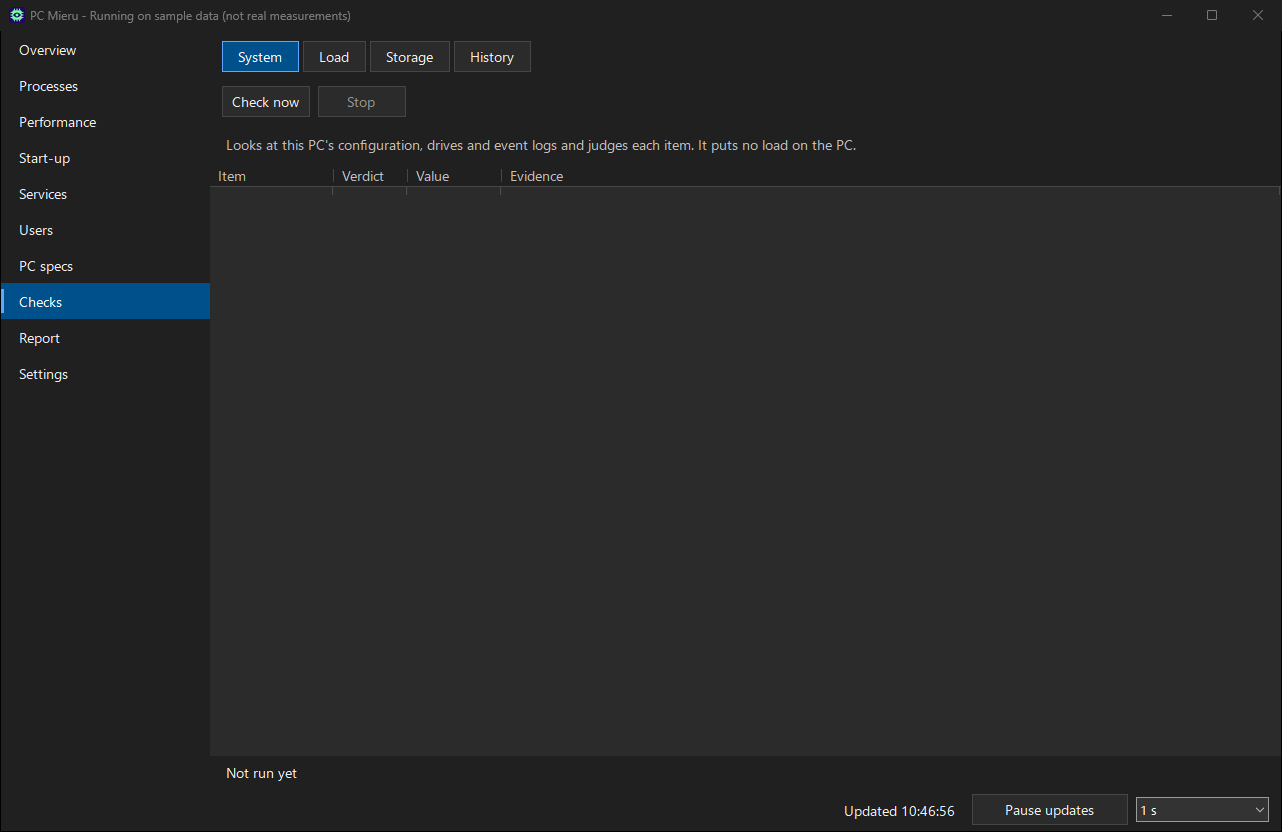 PC Mieru - Running on sample data (not real measurements)
Overview
Processes
Performance
Start-up
Services
Users
PC specs
Checks
Report
Settings
System Load Storage History
Check now Stop
Looks at this PC's configuration, drives and event logs and judges each item. It puts no load on the PC.
Item Verdict Value Evidence
Not run yet
Updated 10:46:56 Pause updates 1 s